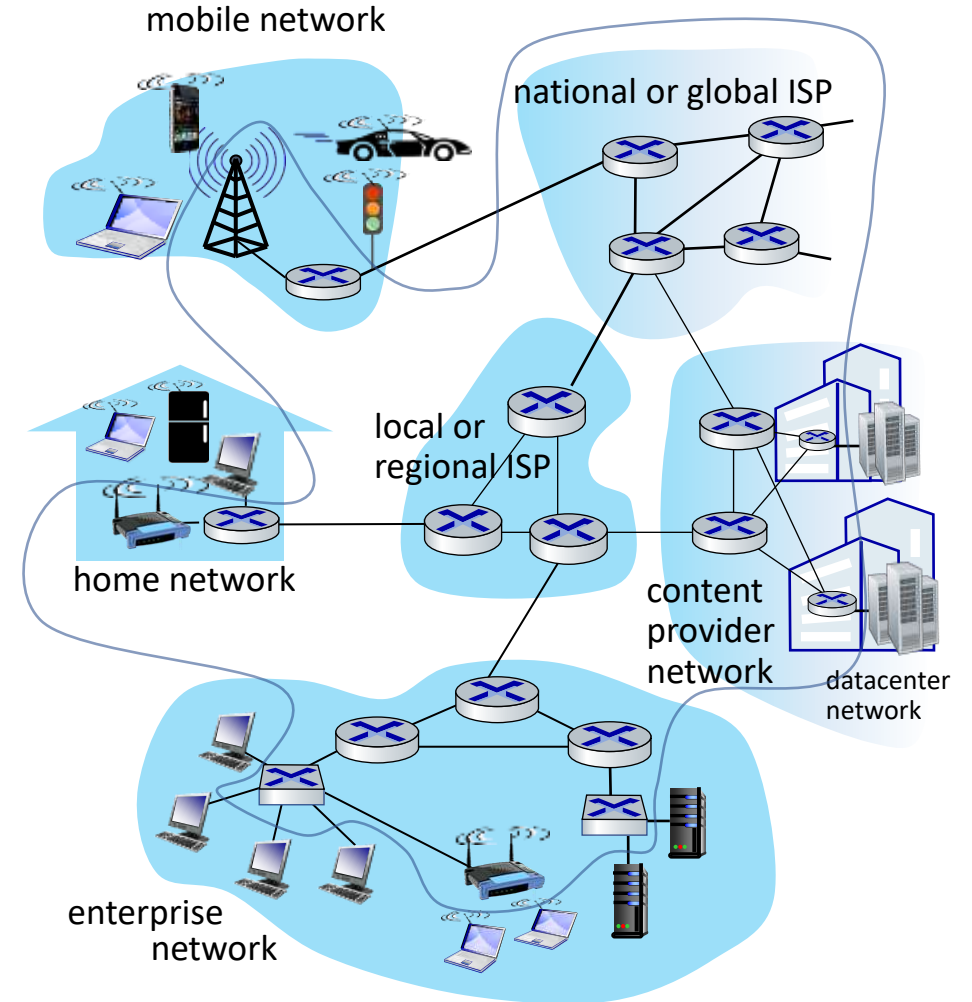 mobile network
national or global ISP
local or
regional ISP
home network
content
provider
network
datacenter
network
enterprise
network